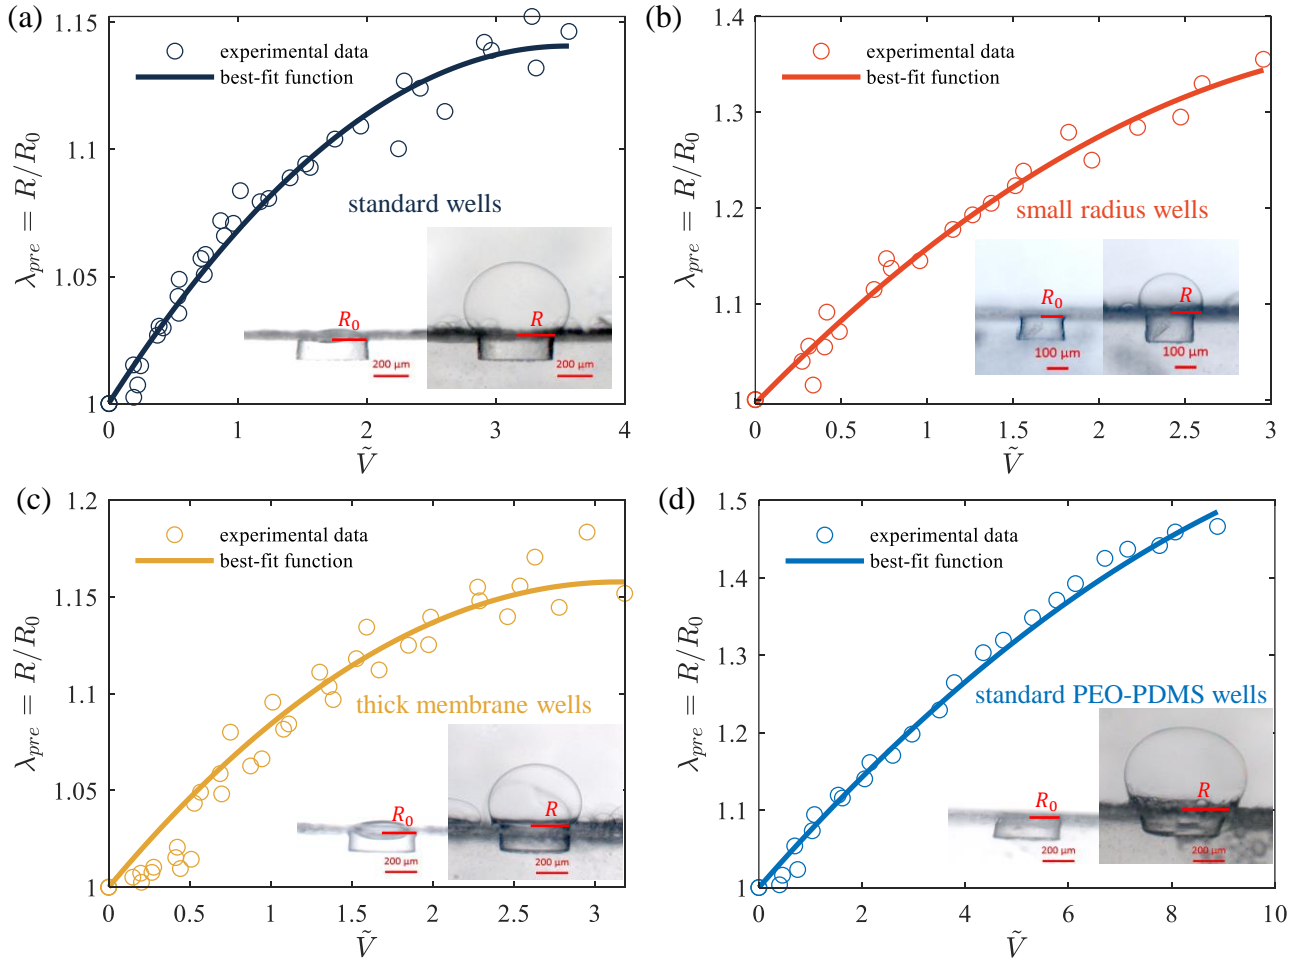 (a)
1.15
1.1
1.05
1
0
1
2
3
4
experimental data
best-fit function
standard wells
R₀
R
200 μm
200 μm
λ_pre = R/R₀
Ṽ
(b)
1.4
1.3
1.2
1.1
1
0
0.5
1
1.5
2
2.5
3
experimental data
best-fit function
small radius wells
R₀
R
100 μm
100 μm
λ_pre = R/R₀
Ṽ
(c)
1.2
1.15
1.1
1.05
1
0
0.5
1
1.5
2
2.5
3
experimental data
best-fit function
thick membrane wells
R₀
R
200 μm
200 μm
λ_pre = R/R₀
Ṽ
(d)
1.5
1.4
1.3
1.2
1.1
1
0
2
4
6
8
10
experimental data
best-fit function
standard PEO-PDMS wells
R₀
R
200 μm
200 μm
λ_pre = R/R₀
Ṽ